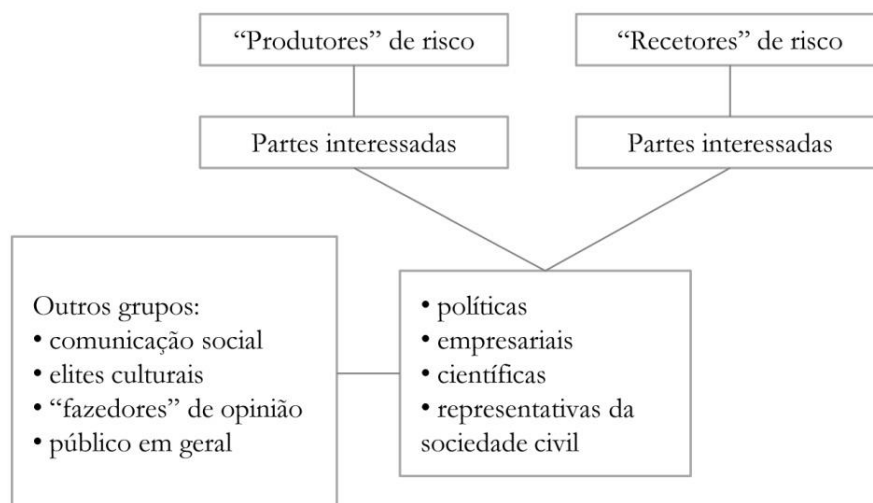 “Produtores” de risco
“Recetores” de risco
Partes interessadas
Partes interessadas
Outros grupos:
• comunicação social
• elites culturais
• “fazedores” de opinião
• público em geral
• políticas
• empresariais
• científicas
• representativas da
sociedade civil